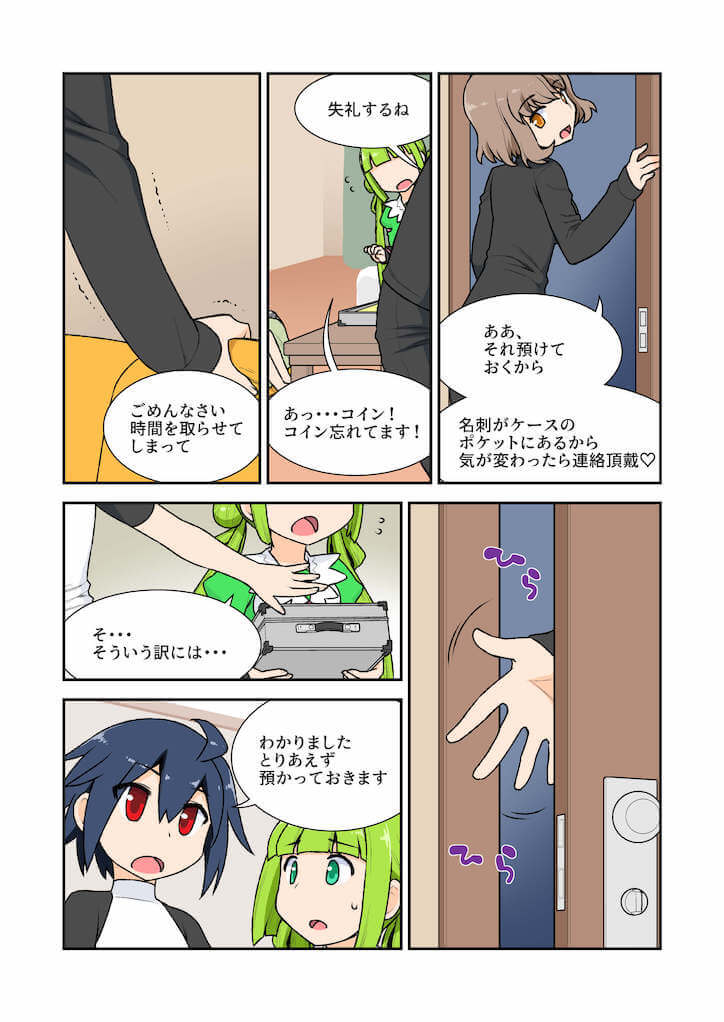 ごめんなさい
時間を取らせて
しまって
失礼するね
あっ・・・コイン！
コイン忘れてます！
ああ、
それ預けて
おくから
名刺がケースの
ポケットにあるから
気が変わったら連絡頂戴♡
そ・・・
そういう訳には・・・
わかりました
とりあえず
預かっておきます
ひら
ひら